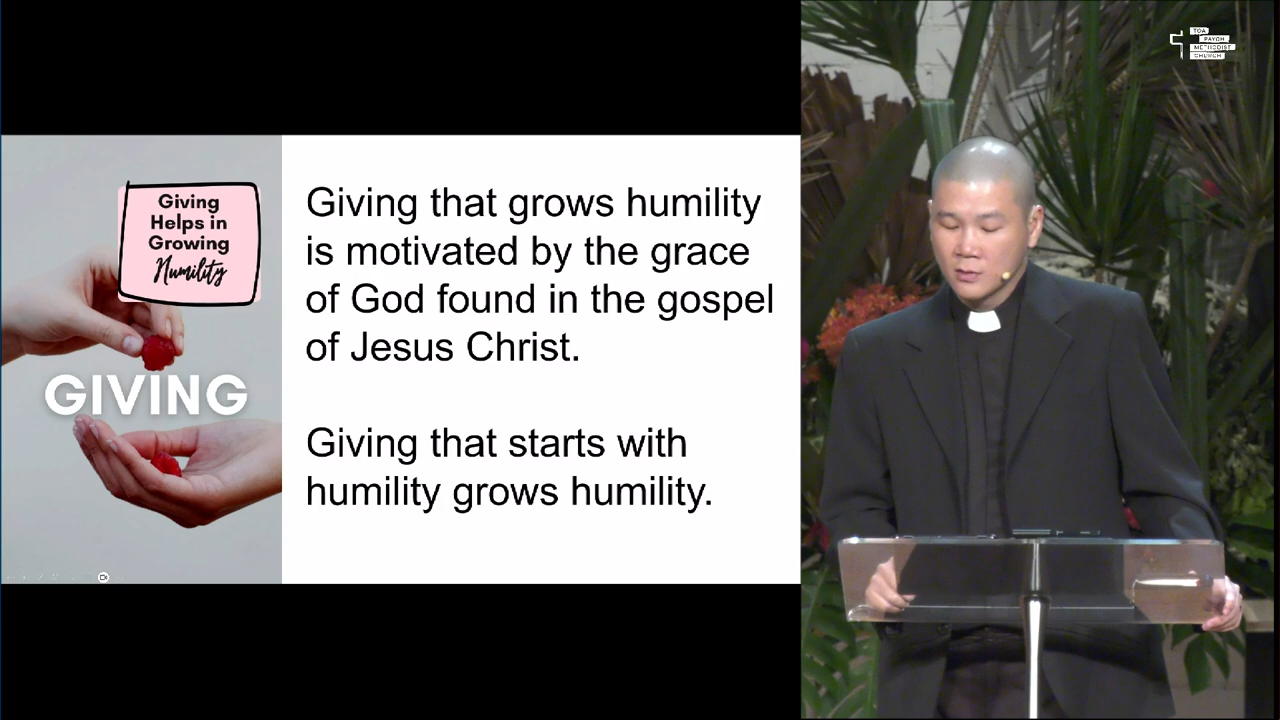 Giving
Helps in
Growing
Humility
GIVING
Giving that grows humility
is motivated by the grace
of God found in the gospel
of Jesus Christ.
Giving that starts with
humility grows humility.
TOA
PAYOH
METHODIST
CHURCH